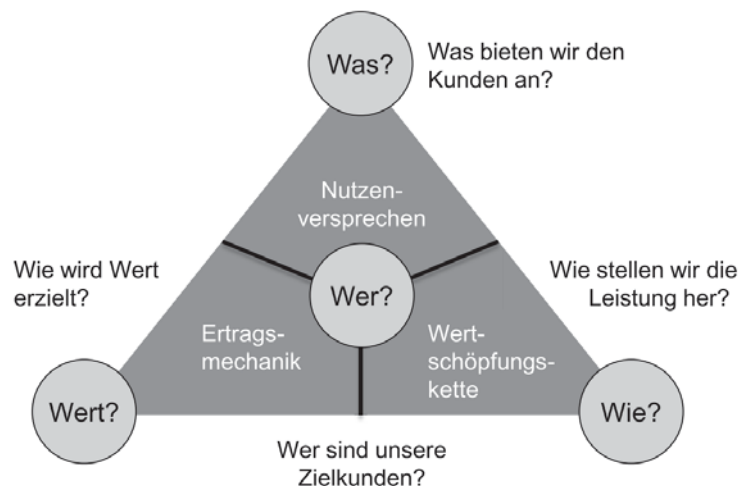 Was?
Was bieten wir den
Kunden an?
Nutzen-
versprechen
Wie wird Wert
erzielt?
Wer?
Wie stellen wir die
Leistung her?
Ertrags-
mechanik
Wert-
schöpfungs-
kette
Wert?
Wie?
Wer sind unsere
Zielkunden?